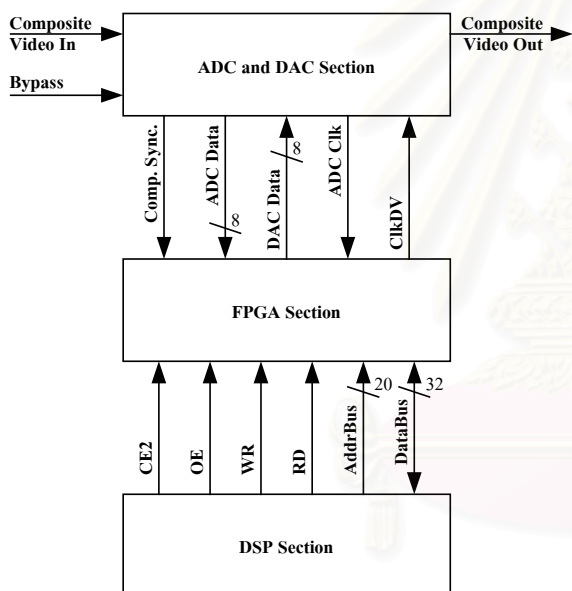 Composite
Video In
Composite
Video Out
Bypass
ADC and DAC Section
Comp. Sync.
ADC Data
8
DAC Data
8
ADC Clk
ClkDV
FPGA Section
CE2
OE
WR
RD
AddrBus
20
DataBus
32
DSP Section